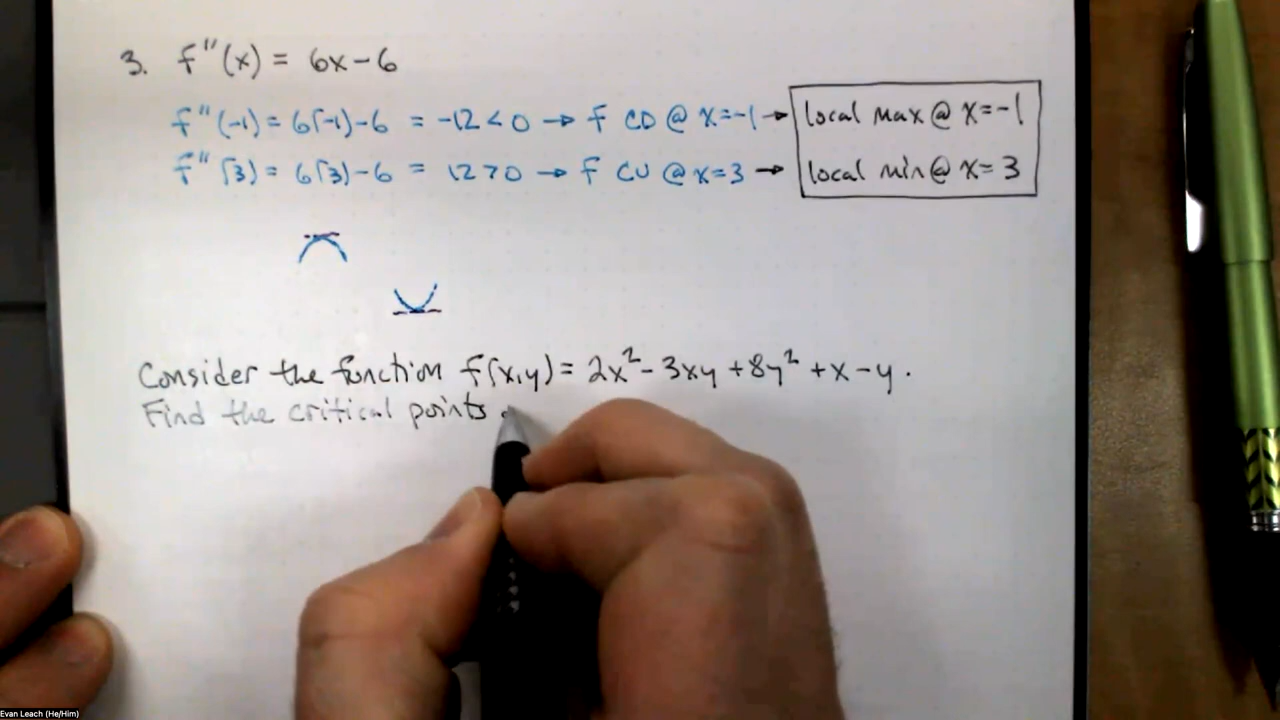 3. f"(x) = 6x-6
f"(-1) = 6(-1)-6 = -12<0 → f CD @ x=-1 → local max @ x=-1
f"(3) = 6(3)-6 = 12>0 → f CU @ x=3 → local min @ x=3
Consider the function f(x,y) = 2x²-3xy+8y²+x-y.
Find the critical points
Evan Leach (He/Him)